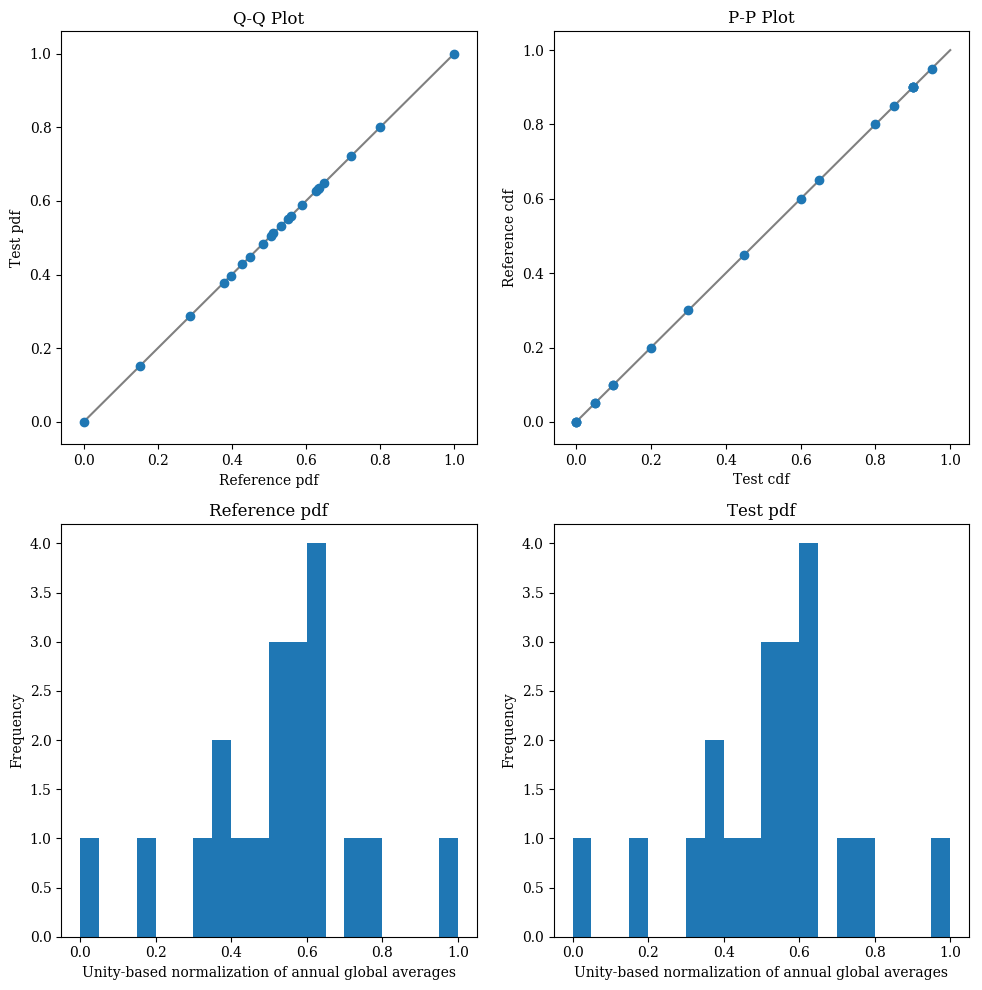 Q-Q Plot
1.0
0.8
0.6
0.4
0.2
0.0
Test pdf
0.0 0.2 0.4 0.6 0.8 1.0
Reference pdf
P-P Plot
1.0
0.8
0.6
0.4
0.2
0.0
Reference cdf
0.0 0.2 0.4 0.6 0.8 1.0
Test cdf
Reference pdf
4.0
3.5
3.0
2.5
2.0
1.5
1.0
0.5
0.0
Frequency
0.0 0.2 0.4 0.6 0.8 1.0
Unity-based normalization of annual global averages
Test pdf
4.0
3.5
3.0
2.5
2.0
1.5
1.0
0.5
0.0
Frequency
0.0 0.2 0.4 0.6 0.8 1.0
Unity-based normalization of annual global averages